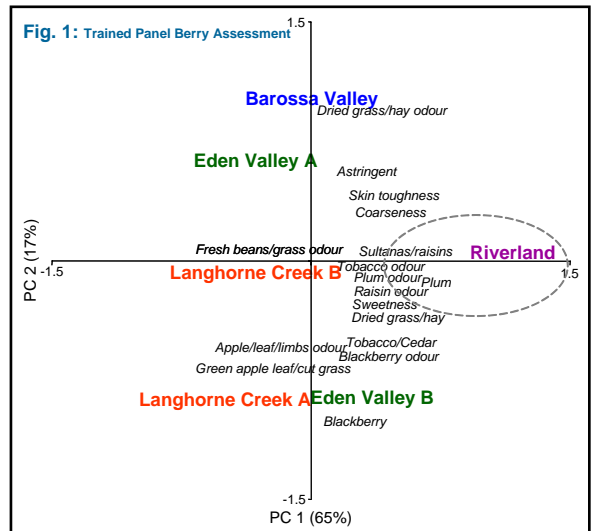 Fig. 1: Trained Panel Berry Assessment
1.5
Barossa Valley
Dried grass/hay odour
Eden Valley A
Astringent
Skin toughness
Coarseness
PC 2 (17%)
Fresh beans/grass odour
Sultanas/raisins
Riverland
-1.5
Langhorne Creek B
Tobacco odour
1.5
Plum odour
Plum
Raisin odour
Sweetness
Dried grass/hay
Apple/leaf/limbs odour
Tobacco/Cedar
Blackberry odour
Green apple leaf/cut grass
Langhorne Creek A
Eden Valley B
Blackberry
-1.5
PC 1 (65%)